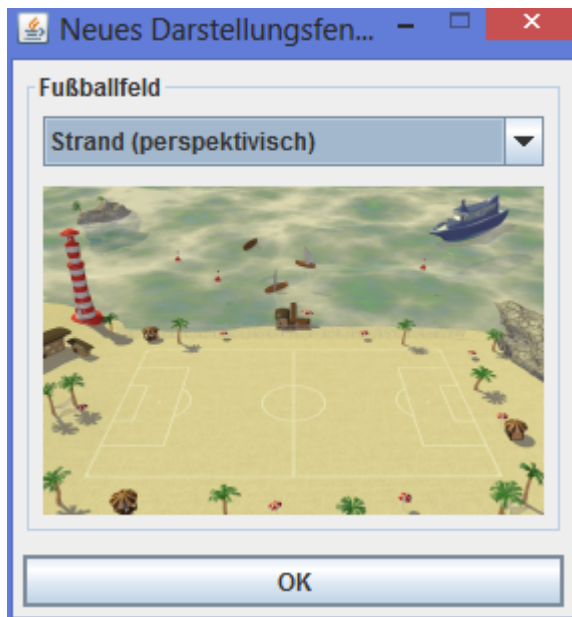 Neues Darstellungsfen...
Fußballfeld
Strand (perspektivisch)
OK